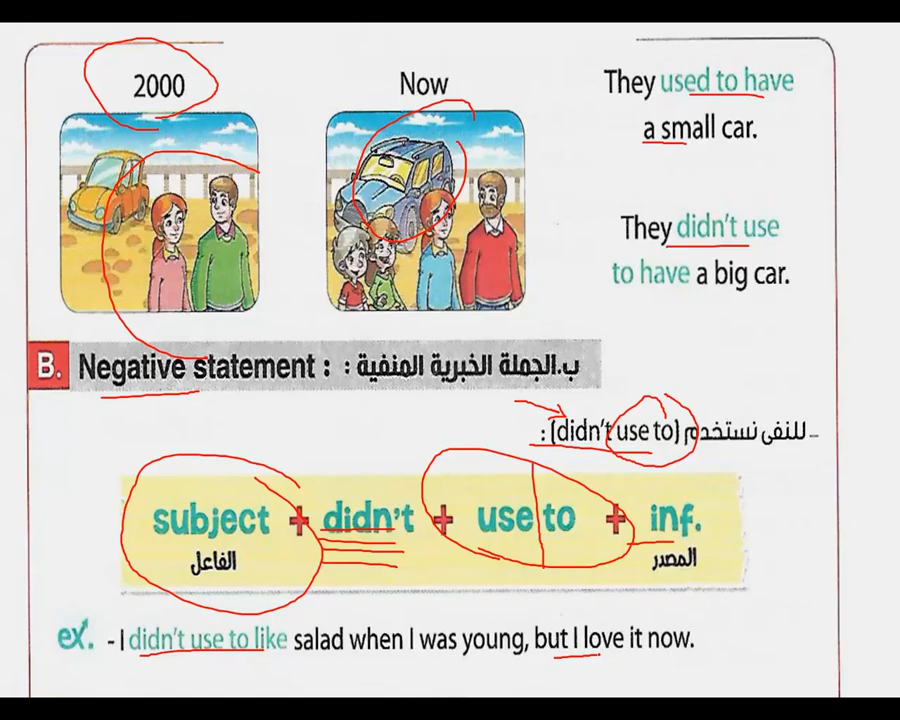 2000
Now
They used to have
a small car.
They didn't use
to have a big car.
B. Negative statement : ب.الجملة الخبرية المنفية :
– للنفى نستخدم (didn't use to) :
subject + didn't + use to + inf.
الفاعل
المصدر
ex. - I didn't use to like salad when I was young, but I love it now.